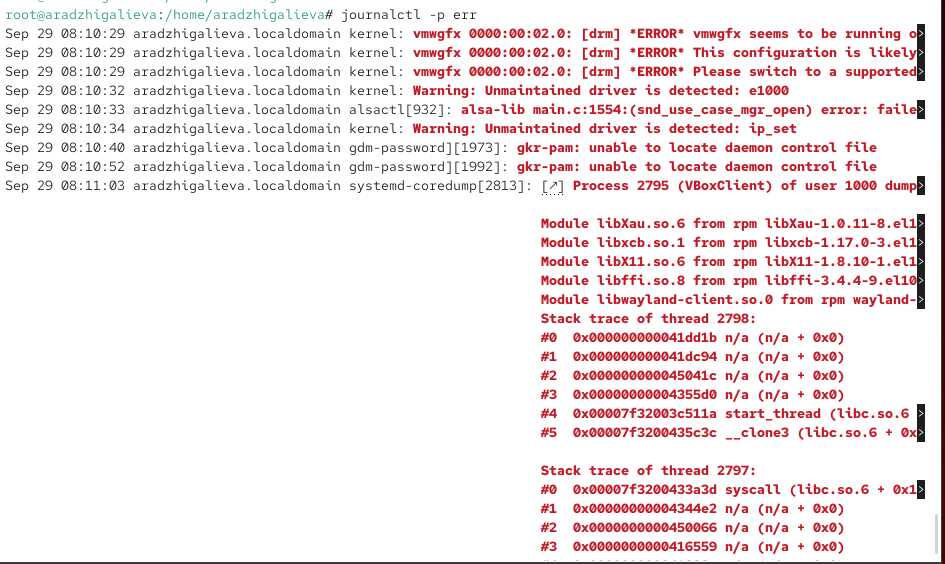 root@aradzhigalieva:/home/aradzhigalieva# journalctl -p err
Sep 29 08:10:29 aradzhigalieva.localdomain kernel: vmwgfx 0000:00:02.0: [drm] *ERROR* vmwgfx seems to be running o>
Sep 29 08:10:29 aradzhigalieva.localdomain kernel: vmwgfx 0000:00:02.0: [drm] *ERROR* This configuration is likely>
Sep 29 08:10:29 aradzhigalieva.localdomain kernel: vmwgfx 0000:00:02.0: [drm] *ERROR* Please switch to a supported>
Sep 29 08:10:32 aradzhigalieva.localdomain kernel: Warning: Unmaintained driver is detected: e1000
Sep 29 08:10:33 aradzhigalieva.localdomain alsactl[932]: alsa-lib main.c:1554:(snd_use_case_mgr_open) error: faile>
Sep 29 08:10:34 aradzhigalieva.localdomain kernel: Warning: Unmaintained driver is detected: ip_set
Sep 29 08:10:40 aradzhigalieva.localdomain gdm-password][1973]: gkr-pam: unable to locate daemon control file
Sep 29 08:10:52 aradzhigalieva.localdomain gdm-password][1992]: gkr-pam: unable to locate daemon control file
Sep 29 08:11:03 aradzhigalieva.localdomain systemd-coredump[2813]: [↗] Process 2795 (VBoxClient) of user 1000 dump>
Module libXau.so.6 from rpm libXau-1.0.11-8.el1>
Module libxcb.so.1 from rpm libxcb-1.17.0-3.el1>
Module libX11.so.6 from rpm libX11-1.8.10-1.el1>
Module libffi.so.8 from rpm libffi-3.4.4-9.el10>
Module libwayland-client.so.0 from rpm wayland->
Stack trace of thread 2798:
#0  0x000000000041dd1b n/a (n/a + 0x0)
#1  0x000000000041dc94 n/a (n/a + 0x0)
#2  0x000000000045041c n/a (n/a + 0x0)
#3  0x00000000004355d0 n/a (n/a + 0x0)
#4  0x00007f32003c511a start_thread (libc.so.6 >
#5  0x00007f3200435c3c __clone3 (libc.so.6 + 0x>
Stack trace of thread 2797:
#0  0x00007f3200433a3d syscall (libc.so.6 + 0x1>
#1  0x00000000004344e2 n/a (n/a + 0x0)
#2  0x0000000000450066 n/a (n/a + 0x0)
#3  0x0000000000416559 n/a (n/a + 0x0)